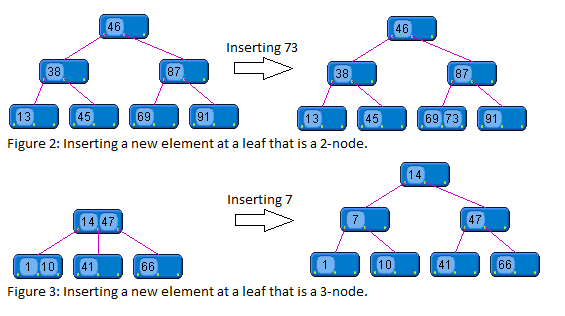 46 46
Inserting 73
38 87 38 87
13 45 69 91 13 45 69 73 91
Figure 2: Inserting a new element at a leaf that is a 2-node.
14
Inserting 7
14 47 7 47
1 10 41 66 1 10 41 66
Figure 3: Inserting a new element at a leaf that is a 3-node.